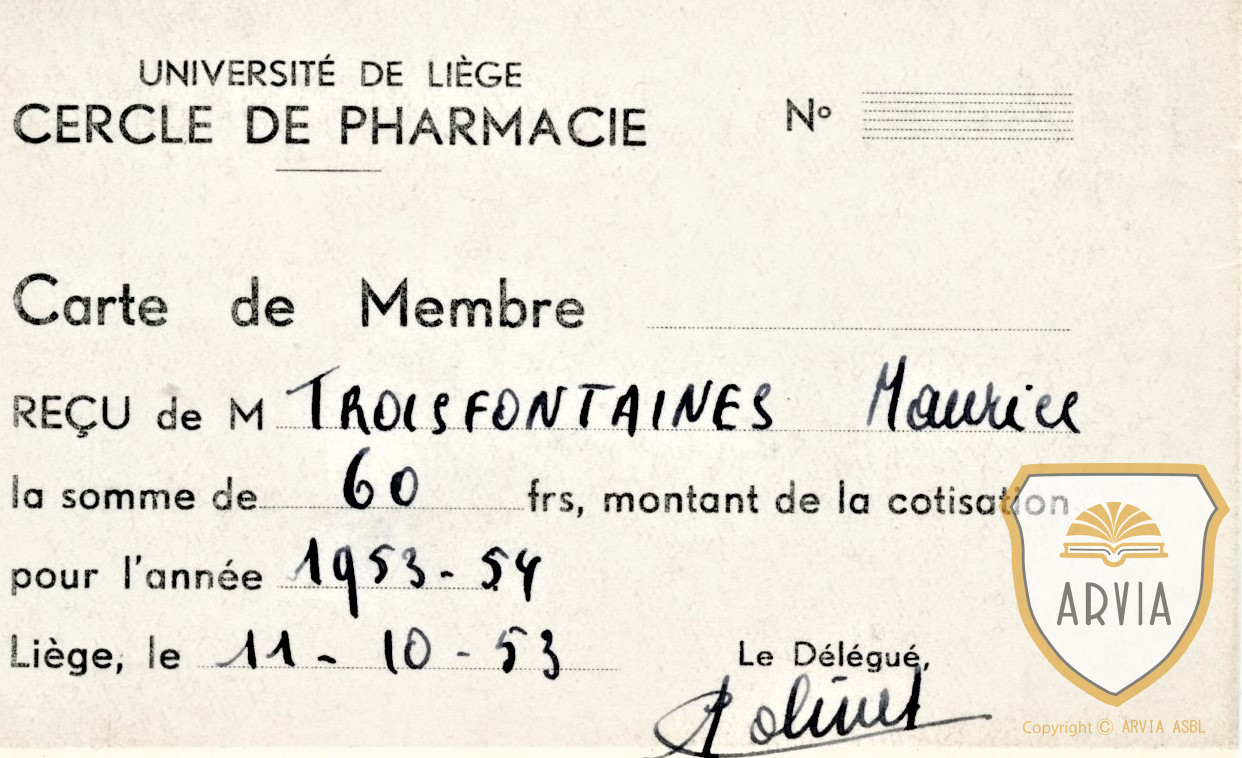 UNIVERSITÉ DE LIÈGE
CERCLE DE PHARMACIE
Nº
Carte de Membre
REÇU de M TROISFONTAINES Maurice
la somme de 60 frs, montant de la cotisation
pour l'année 1953-54
Liège, le 11-10-53
Le Délégué,
ARVIA
Copyright © ARVIA ASBL